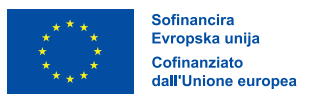 Sofinancira
Evropska unija
Cofinanziato
dall'Unione europea